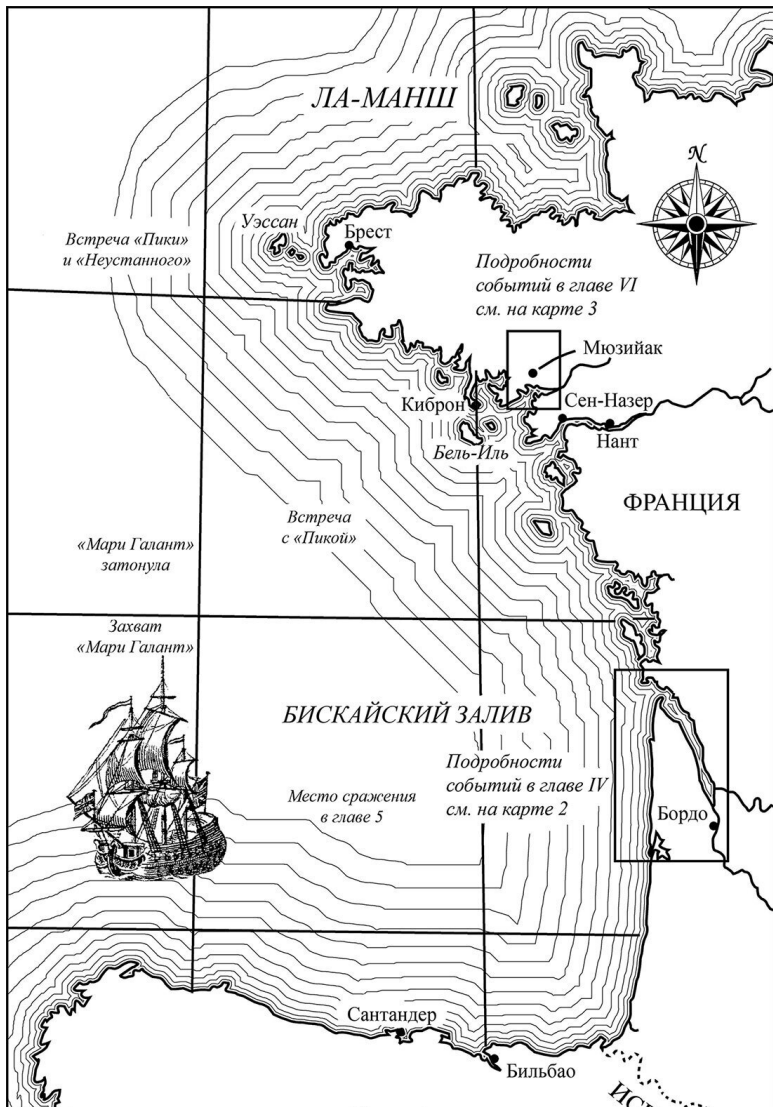 ЛА-МАНШ
N
Уэссан
Брест
Встреча «Пики»
и «Неустанного»
Подробности
событий в главе VI
см. на карте 3
Мюзийак
Киброн
Сен-Назер
Нант
Бель-Иль
ФРАНЦИЯ
Встреча
с «Пикой»
«Мари Галант»
затонула
Захват
«Мари Галант»
БИСКАЙСКИЙ ЗАЛИВ
Подробности
событий в главе IV
см. на карте 2
Место сражения
в главе 5
Бордо
Сантандер
Бильбао